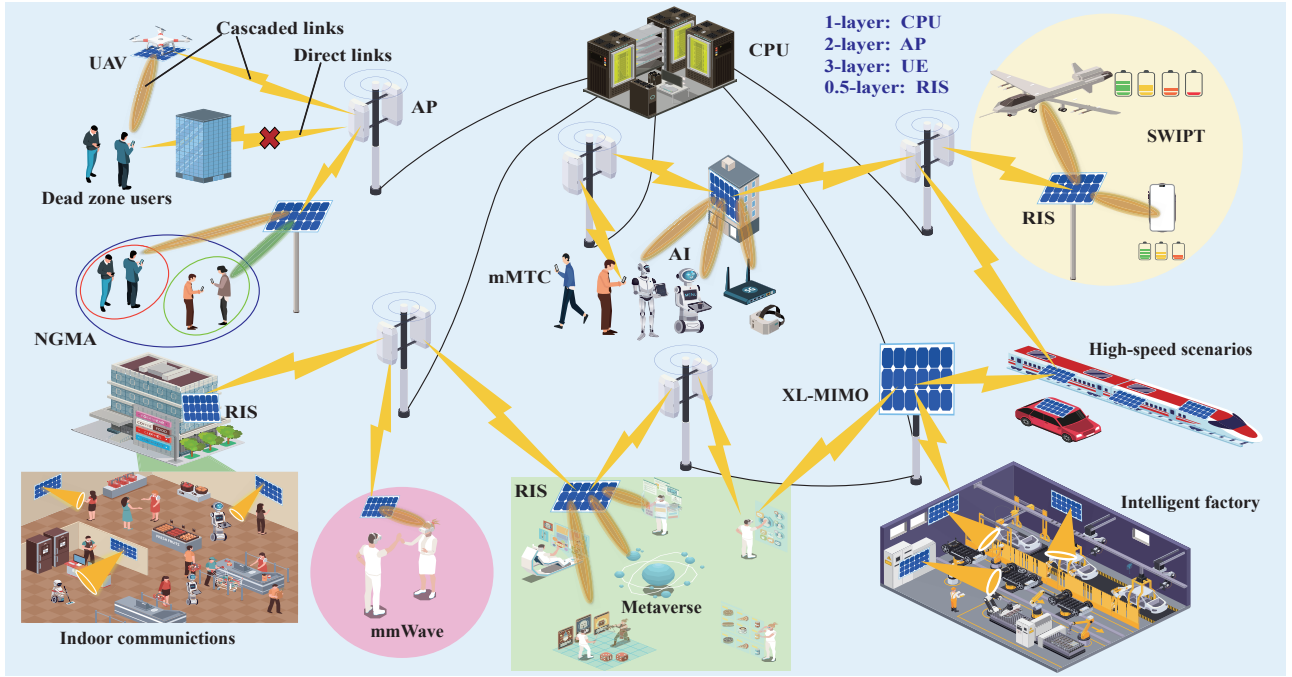 Cascaded links
Direct links
UAV
CPU
1-layer: CPU
2-layer: AP
3-layer: UE
0.5-layer: RIS
AP
SWIPT
Dead zone users
RIS
AI
mMTC
NGMA
High-speed scenarios
XL-MIMO
RIS
RIS
Intelligent factory
Metaverse
mmWave
Indoor communictions